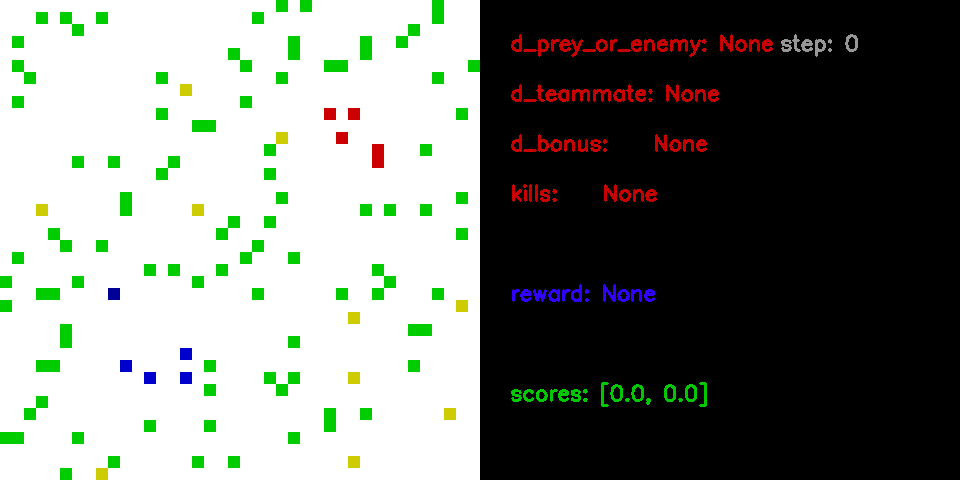 d_prey_or_enemy: None step: 0
d_teammate: None
d_bonus: None
kills: None
reward: None
scores: [0.0, 0.0]